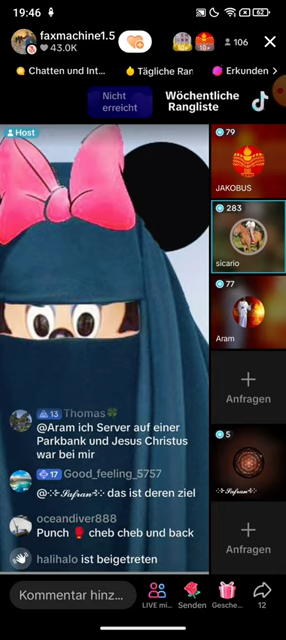 19:46
62
faxmachine1.5
43.0K
10+
106
Chatten und Int...
Tägliche Ran
Erkunden
Nicht erreicht
Wöchentliche
Rangliste
Host
79
JAKOBUS
283
sicario
77
Aram
Anfragen
5
Safran
Anfragen
13 Thomas
@Aram ich Server auf einer
Parkbank und Jesus Christus
war bei mir
17 Good_feeling_5757
@Safran das ist deren ziel
oceandiver888
Punch 🥊 cheb cheb und back
halihalo ist beigetreten
Kommentar hinz...
LIVE mi...
Senden
Gesche...
12